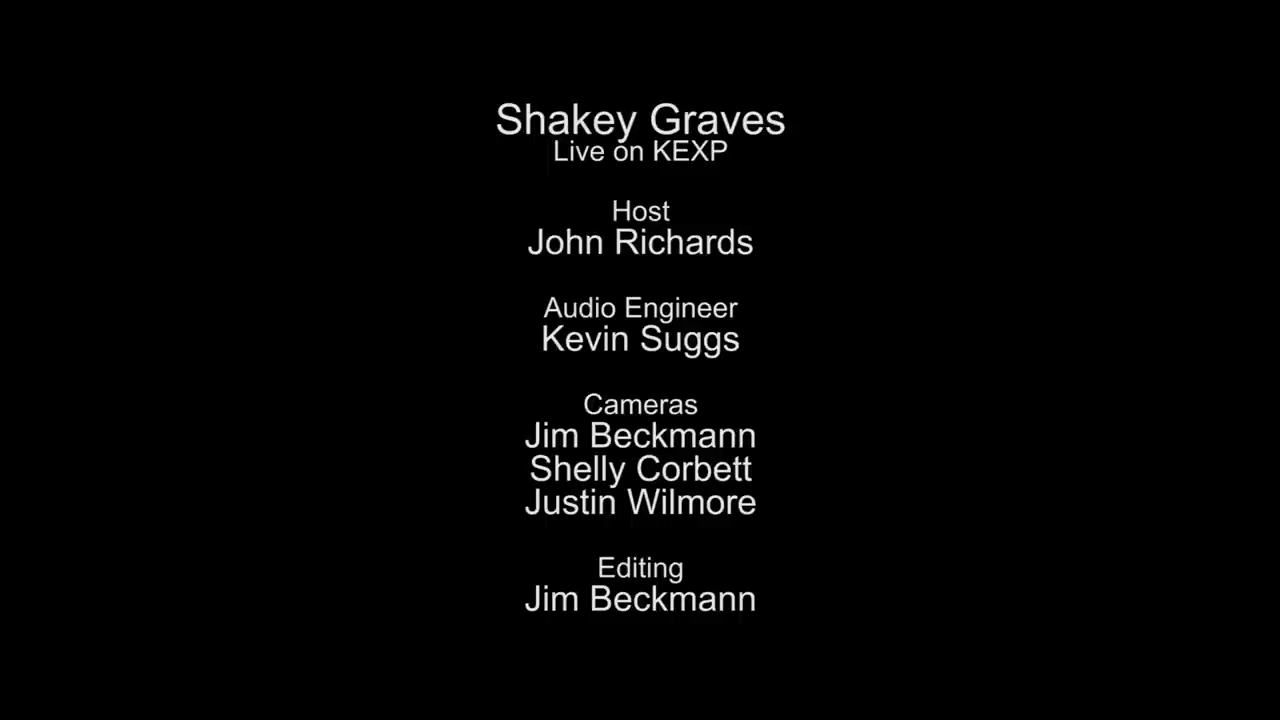 Shakey Graves
Live on KEXP
Host
John Richards
Audio Engineer
Kevin Suggs
Cameras
Jim Beckmann
Shelly Corbett
Justin Wilmore
Editing
Jim Beckmann